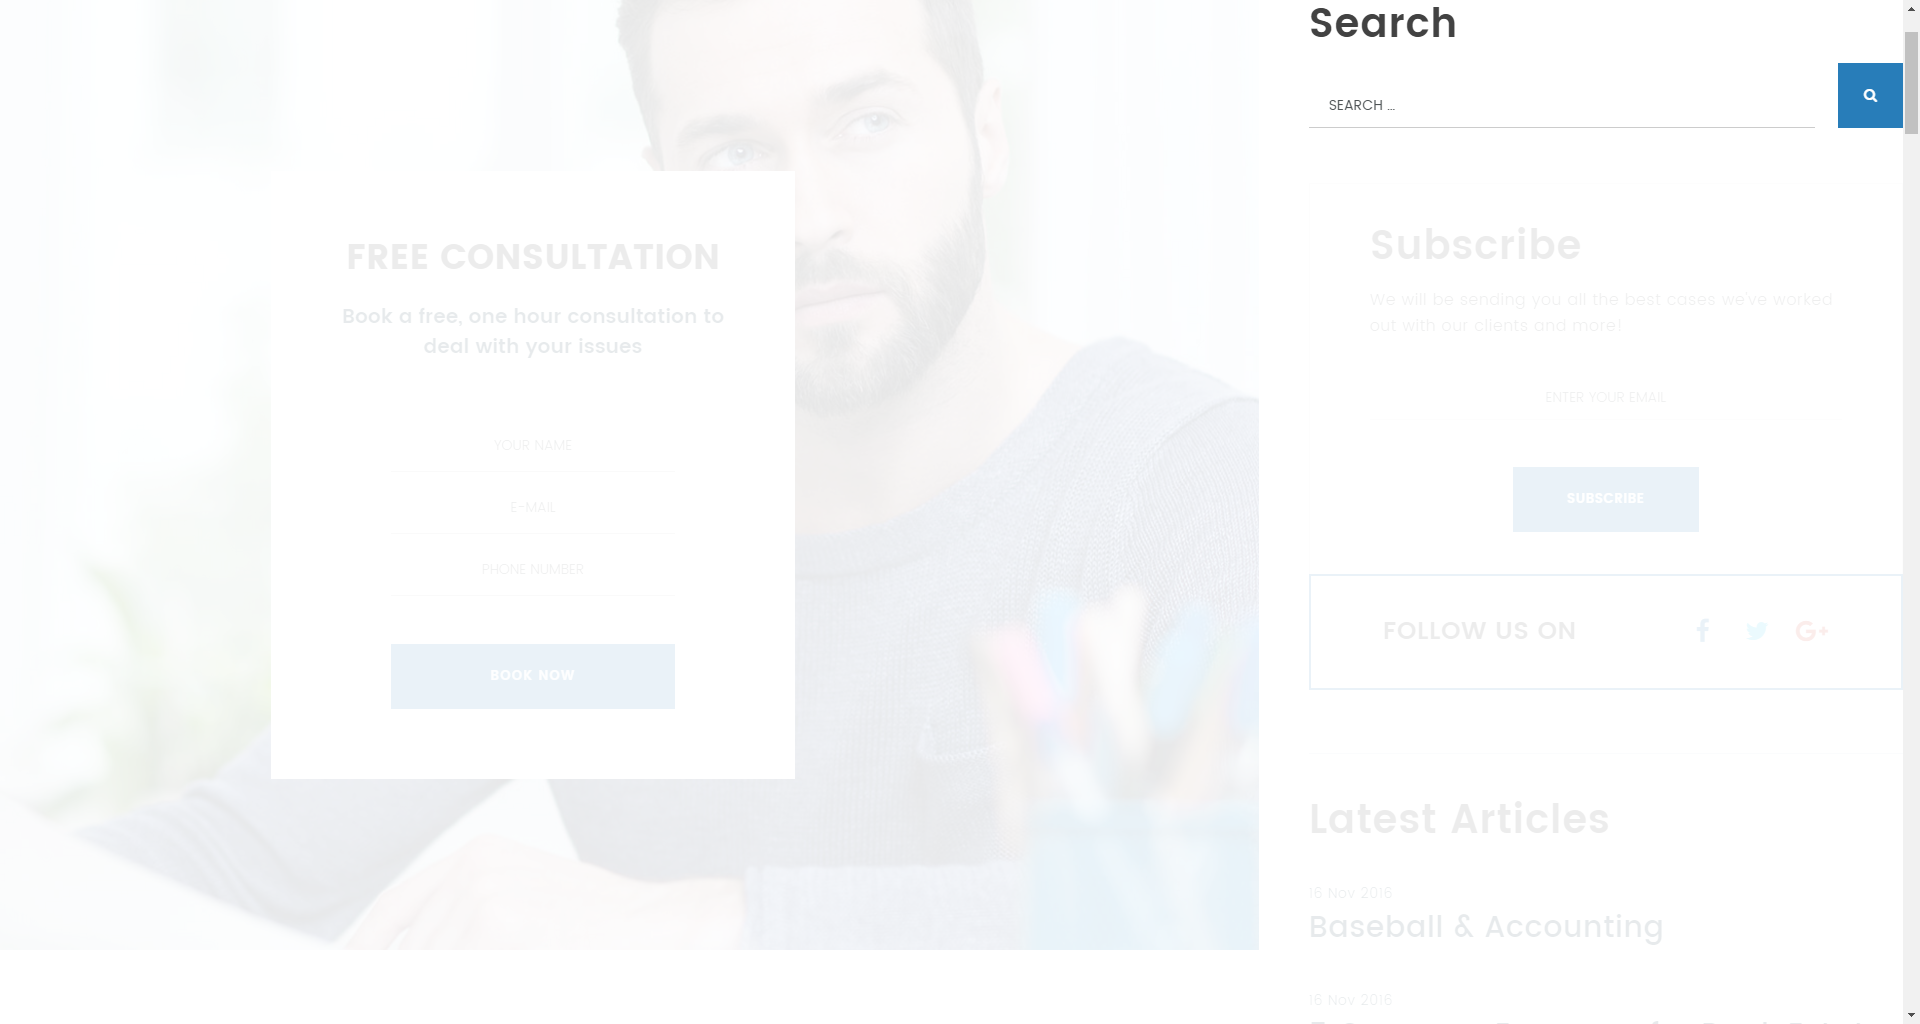 Search
SEARCH ...
FREE CONSULTATION
Book a free, one hour consultation to
deal with your issues
YOUR NAME
E-MAIL
PHONE NUMBER
BOOK NOW
Subscribe
We will be sending you all the best cases we've worked
out with our clients and more!
ENTER YOUR EMAIL
SUBSCRIBE
FOLLOW US ON
Latest Articles
16 Nov 2016
Baseball & Accounting
16 Nov 2016